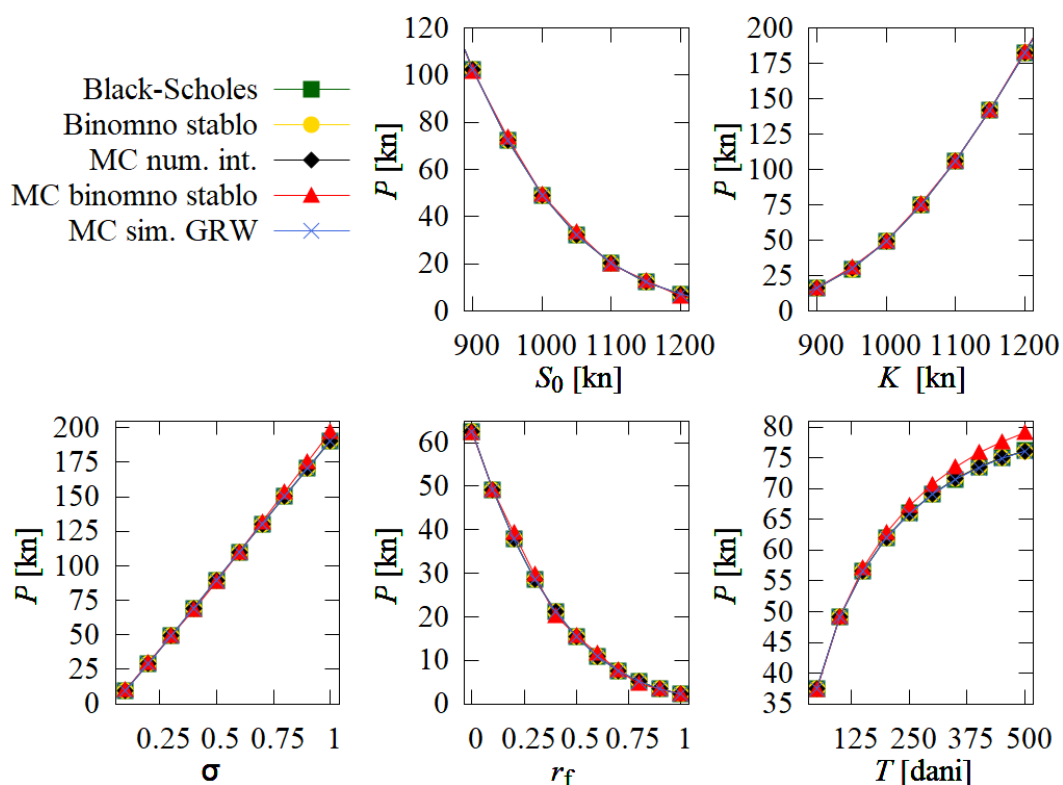 Black-Scholes
Binomno stablo
MC num. int.
MC binomno stablo
MC sim. GRW
P [kn]
120
100
80
60
40
20
0
900 1000 1100 1200
S0 [kn]
P [kn]
200
175
150
125
100
75
50
25
0
900 1000 1100 1200
K [kn]
P [kn]
200
175
150
125
100
75
50
25
0
0.25 0.5 0.75 1
σ
P [kn]
60
50
40
30
20
10
0
0 0.25 0.5 0.75 1
rf
P [kn]
80
75
70
65
60
55
50
45
40
35
125 250 375 500
T [dani]